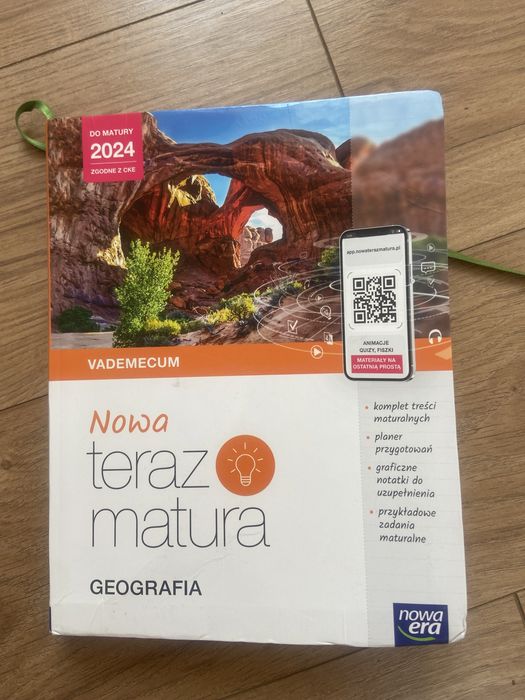 DO MATURY
2024
ZGODNE Z CKE
app.nowaterazmatura.pl
ANIMACJE
QUIZY, FISZKI
MATERIAŁY NA
OSTATNIĄ PROSTĄ
VADEMECUM
Nowa
teraz
matura
GEOGRAFIA
• komplet treści
maturalnych
• planer
przygotowań
• graficzne
notatki do
uzupełnienia
• przykładowe
zadania
maturalne
nowa
era